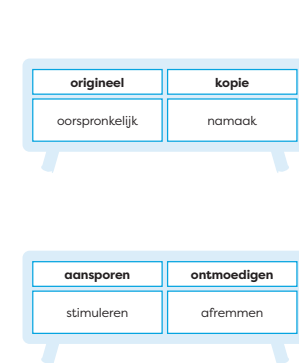 origineel kopie
oorspronkelijk namaak
aansporen ontmoedigen
stimuleren afremmen